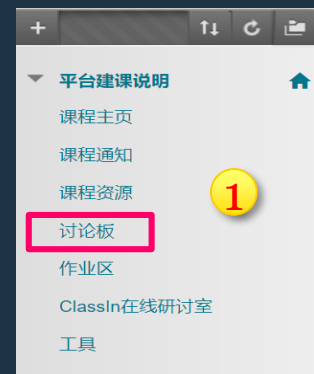 平台建课说明
课程主页
课程通知
课程资源
1
讨论板
作业区
ClassIn在线研讨室
工具